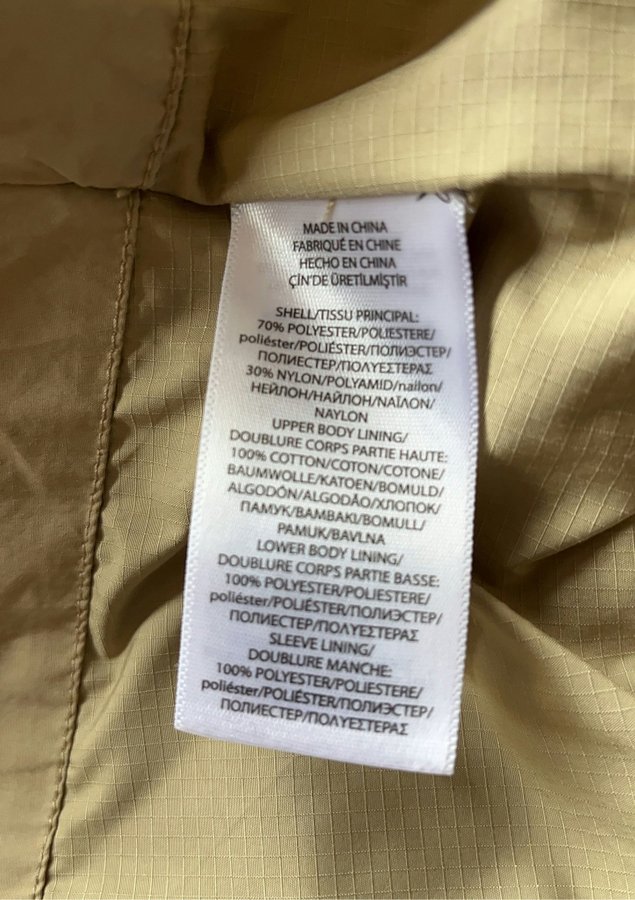 MADE IN CHINA
FABRIQUÉ EN CHINE
HECHO EN CHINA
ÇİN'DE ÜRETİLMİŞTİR
SHELL/TISSU PRINCIPAL:
70% POLYESTER/POLIESTERE/
poliéster/POLIÉSTER/ПОЛИЭСТЕР/
ПОЛИЕСТЕР/ΠΟΛΥΕΣΤΕΡΑΣ
30% NYLON/POLYAMID/nailon/
НЕЙЛОН/НАЙЛОН/ΝΑΪΛΟΝ/
NAYLON
UPPER BODY LINING/
DOUBLURE CORPS PARTIE HAUTE:
100% COTTON/COTON/COTONE/
BAUMWOLLE/KATOEN/BOMULD/
ALGODÓN/ALGODÃO/ХЛОПОК/
ПАМУК/ΒΑΜΒΑΚΙ/BOMULL/
PAMUK/BAVLNA
LOWER BODY LINING/
DOUBLURE CORPS PARTIE BASSE:
100% POLYESTER/POLIESTERE/
poliéster/POLIÉSTER/ПОЛИЭСТЕР/
ПОЛИЕСТЕР/ΠΟΛΥΕΣΤΕΡΑΣ
SLEEVE LINING/
DOUBLURE MANCHE:
100% POLYESTER/POLIESTERE/
poliéster/POLIÉSTER/ПОЛИЭСТЕР/
ПОЛИЕСТЕР/ΠΟΛΥΕΣΤΕΡΑΣ